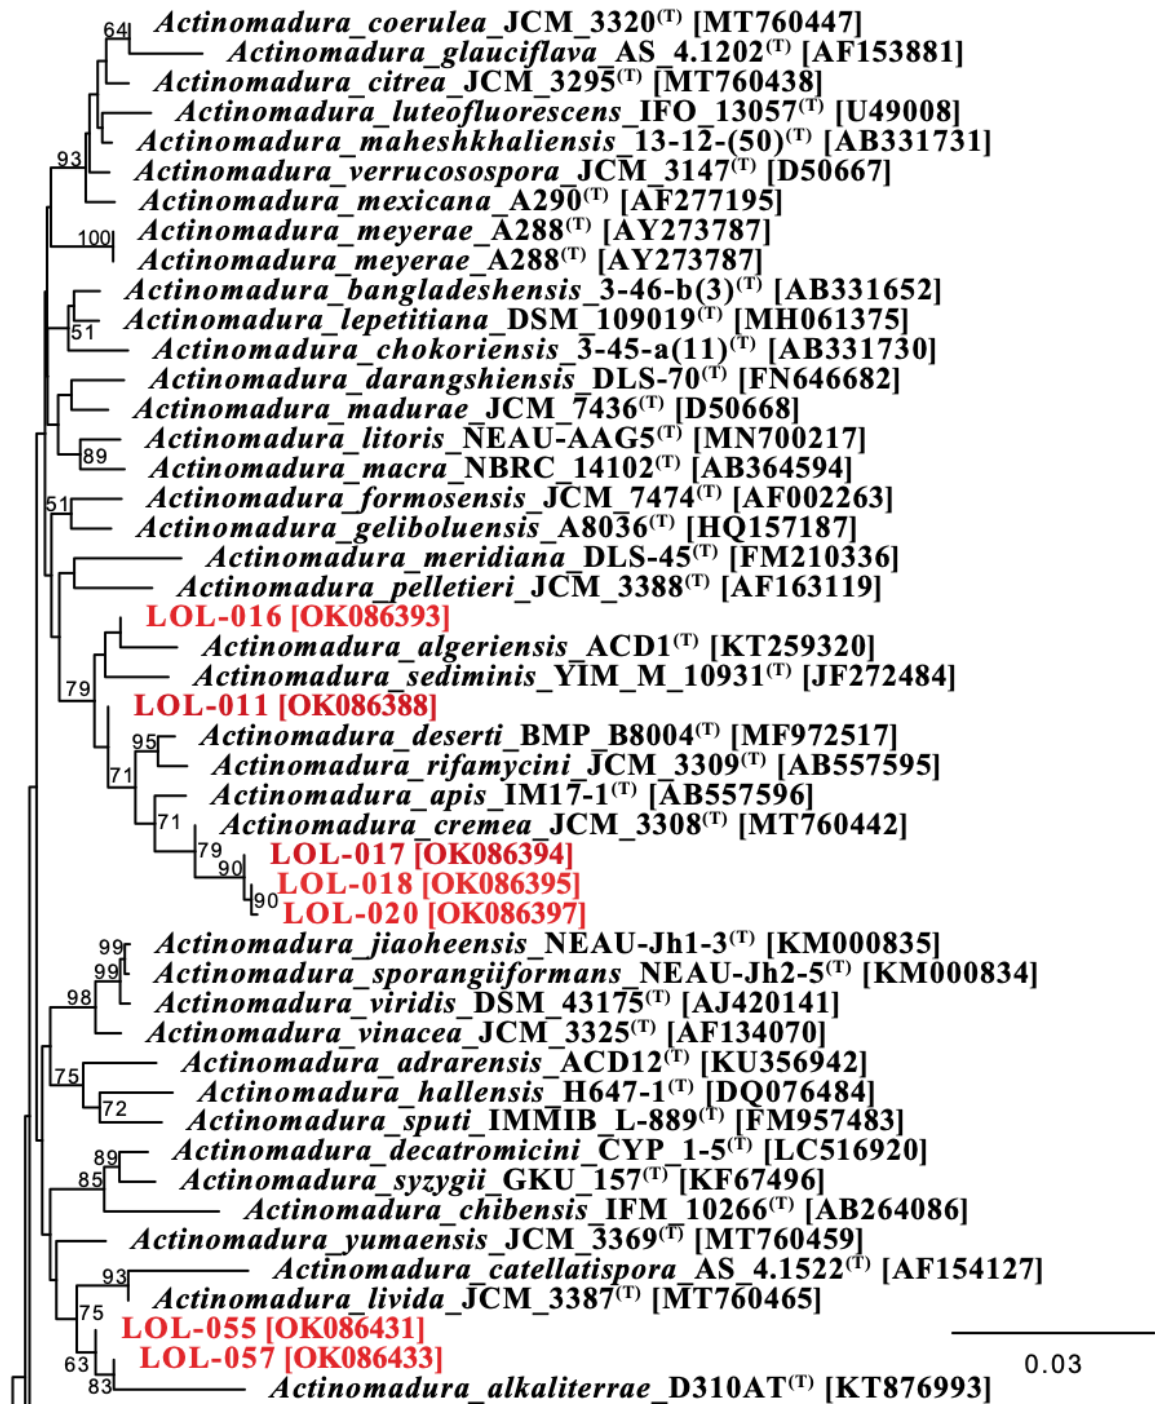 64
Actinomadura_coerulea_JCM_3320(T) [MT760447]
Actinomadura_glauciflava_AS_4.1202(T) [AF153881]
Actinomadura_citrea_JCM_3295(T) [MT760438]
Actinomadura_luteofluorescens_IFO_13057(T) [U49008]
Actinomadura_maheshkhaliensis_13-12-(50)(T) [AB331731]
93
Actinomadura_verrucosospora_JCM_3147(T) [D50667]
Actinomadura_mexicana_A290(T) [AF277195]
100
Actinomadura_meyerae_A288(T) [AY273787]
Actinomadura_meyerae_A288(T) [AY273787]
Actinomadura_bangladeshensis_3-46-b(3)(T) [AB331652]
51
Actinomadura_lepetitiana_DSM_109019(T) [MH061375]
Actinomadura_chokoriensis_3-45-a(11)(T) [AB331730]
Actinomadura_darangshiensis_DLS-70(T) [FN646682]
Actinomadura_madurae_JCM_7436(T) [D50668]
Actinomadura_litoris_NEAU-AAG5(T) [MN700217]
89
Actinomadura_macra_NBRC_14102(T) [AB364594]
51
Actinomadura_formosensis_JCM_7474(T) [AF002263]
Actinomadura_geliboluensis_A8036(T) [HQ157187]
Actinomadura_meridiana_DLS-45(T) [FM210336]
Actinomadura_pelletieri_JCM_3388(T) [AF163119]
LOL-016 [OK086393]
Actinomadura_algeriensis_ACD1(T) [KT259320]
Actinomadura_sediminis_YIM_M_10931(T) [JF272484]
79
LOL-011 [OK086388]
95
Actinomadura_deserti_BMP_B8004(T) [MF972517]
71
Actinomadura_rifamycini_JCM_3309(T) [AB557595]
Actinomadura_apis_IM17-1(T) [AB557596]
71
Actinomadura_cremea_JCM_3308(T) [MT760442]
79
LOL-017 [OK086394]
90
LOL-018 [OK086395]
90
LOL-020 [OK086397]
99
Actinomadura_jiaoheensis_NEAU-Jh1-3(T) [KM000835]
99
Actinomadura_sporangiiformans_NEAU-Jh2-5(T) [KM000834]
98
Actinomadura_viridis_DSM_43175(T) [AJ420141]
Actinomadura_vinacea_JCM_3325(T) [AF134070]
75
Actinomadura_adrarensis_ACD12(T) [KU356942]
Actinomadura_hallensis_H647-1(T) [DQ076484]
72
Actinomadura_sputi_IMMIB_L-889(T) [FM957483]
89
Actinomadura_decatromicini_CYP_1-5(T) [LC516920]
85
Actinomadura_syzygii_GKU_157(T) [KF67496]
Actinomadura_chibensis_IFM_10266(T) [AB264086]
Actinomadura_yumaensis_JCM_3369(T) [MT760459]
93
Actinomadura_catellatispora_AS_4.1522(T) [AF154127]
Actinomadura_livida_JCM_3387(T) [MT760465]
75
LOL-055 [OK086431]
63
LOL-057 [OK086433]
83
Actinomadura_alkaliterrae_D310AT(T) [KT876993]
0.03